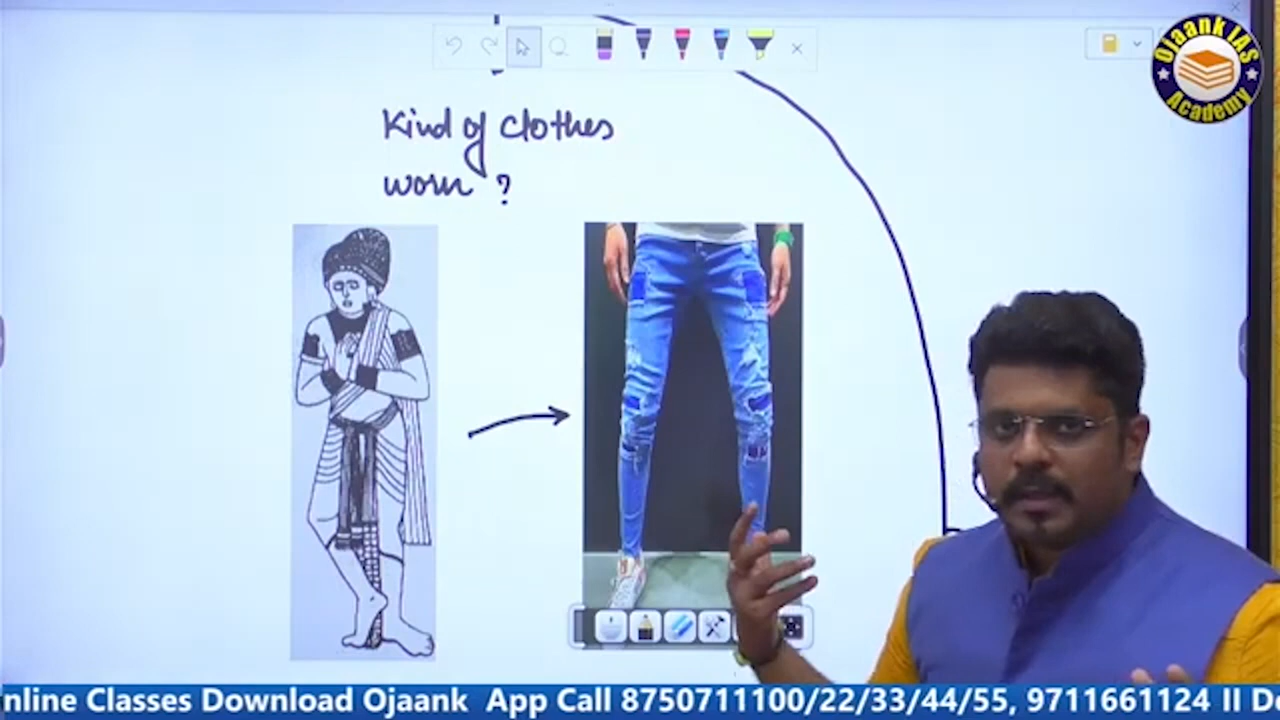 Kind of clothes
worn ?
Ojaank IAS
Academy
nline Classes Download Ojaank App Call 8750711100/22/33/44/55, 9711661124 II D